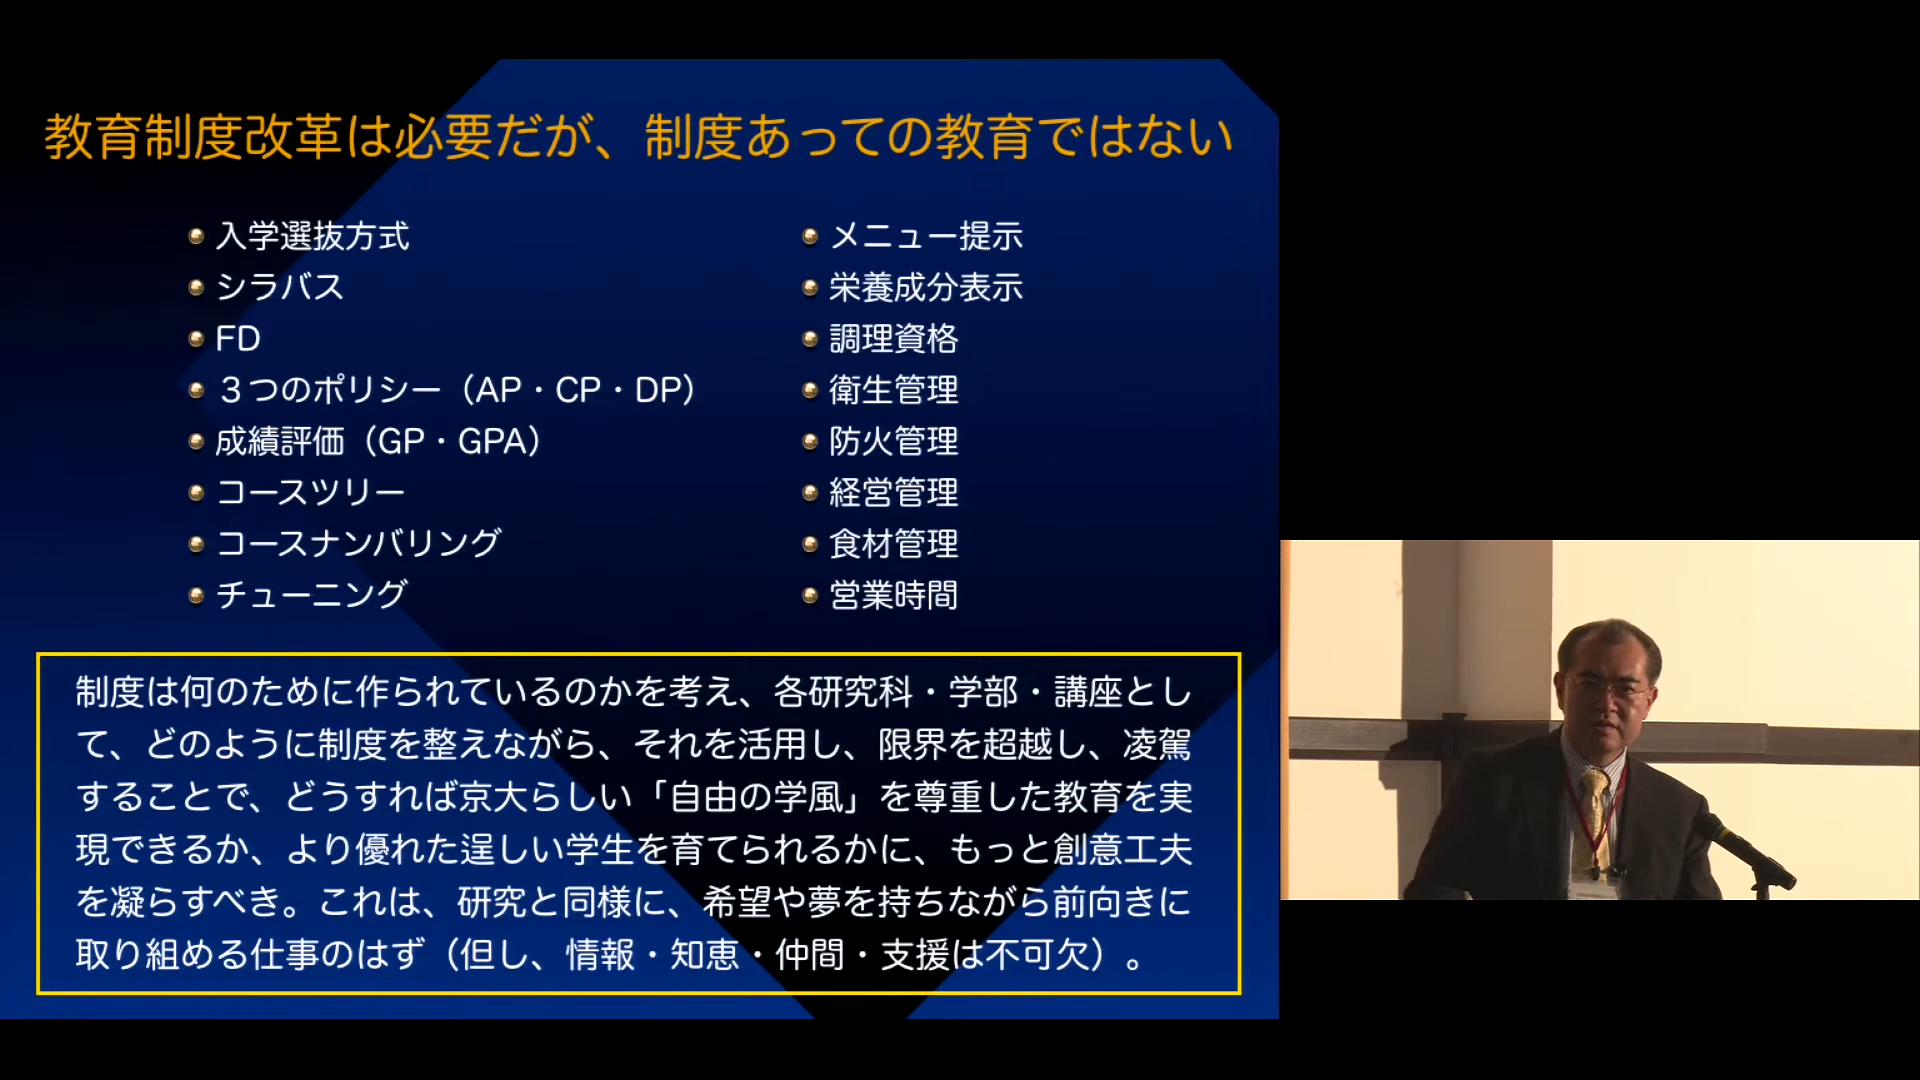 教育制度改革は必要だが、制度あっての教育ではない
入学選抜方式
シラバス
FD
３つのポリシー（AP・CP・DP）
成績評価（GP・GPA）
コースツリー
コースナンバリング
チューニング
メニュー提示
栄養成分表示
調理資格
衛生管理
防火管理
経営管理
食材管理
営業時間
制度は何のために作られているのかを考え、各研究科・学部・講座とし
て、どのように制度を整えながら、それを活用し、限界を超越し、凌駕
することで、どうすれば京大らしい「自由の学風」を尊重した教育を実
現できるか、より優れた逞しい学生を育てられるかに、もっと創意工夫
を凝らすべき。これは、研究と同様に、希望や夢を持ちながら前向きに
取り組める仕事のはず（但し、情報・知恵・仲間・支援は不可欠）。